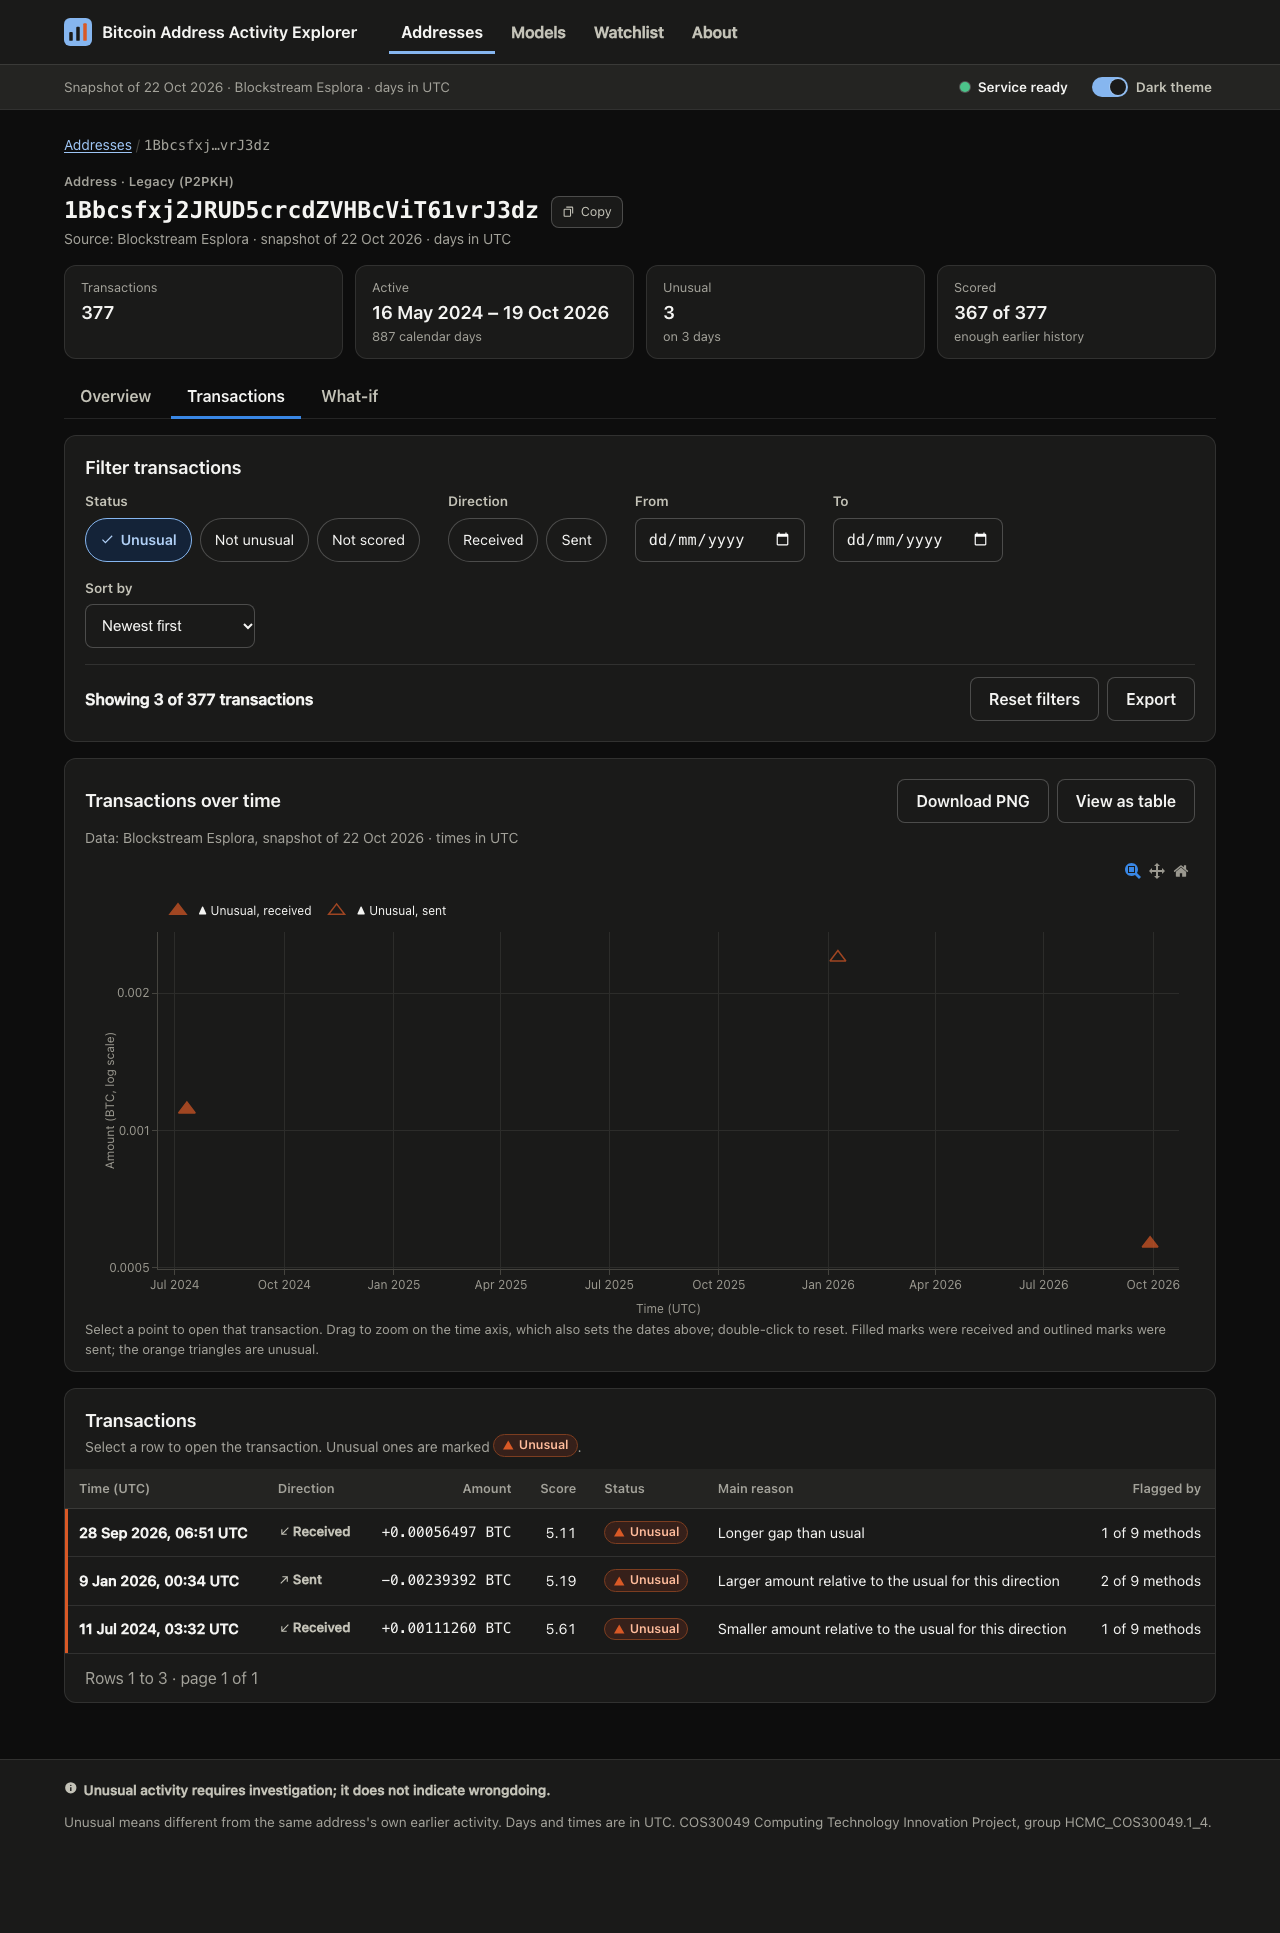 Bitcoin Address Activity Explorer
Addresses
Models
Watchlist
About
Snapshot of 22 Oct 2026 · Blockstream Esplora · days in UTC
Service ready
Dark theme
Addresses / 1Bbcsfxj…vrJ3dz
Address · Legacy (P2PKH)
1Bbcsfxj2JRUD5crcdZVHBcViT61vrJ3dz
Copy
Source: Blockstream Esplora · snapshot of 22 Oct 2026 · days in UTC
Transactions
377
Active
16 May 2024 – 19 Oct 2026
887 calendar days
Unusual
3
on 3 days
Scored
367 of 377
enough earlier history
Overview
Transactions
What-if
Filter transactions
Status
✓ Unusual
Not unusual
Not scored
Direction
Received
Sent
From
dd/mm/yyyy
To
dd/mm/yyyy
Sort by
Newest first
Showing 3 of 377 transactions
Reset filters
Export
Transactions over time
Download PNG
View as table
Data: Blockstream Esplora, snapshot of 22 Oct 2026 · times in UTC
▲ Unusual, received
▲ Unusual, sent
Amount (BTC, log scale)
0.002
0.001
0.0005
Jul 2024
Oct 2024
Jan 2025
Apr 2025
Jul 2025
Oct 2025
Jan 2026
Apr 2026
Jul 2026
Oct 2026
Time (UTC)
Select a point to open that transaction. Drag to zoom on the time axis, which also sets the dates above; double-click to reset. Filled marks were received and outlined marks were
sent; the orange triangles are unusual.
Transactions
Select a row to open the transaction. Unusual ones are marked ▲ Unusual.
Time (UTC) Direction Amount Score Status Main reason Flagged by
28 Sep 2026, 06:51 UTC ↙ Received +0.00056497 BTC 5.11 ▲ Unusual Longer gap than usual 1 of 9 methods
9 Jan 2026, 00:34 UTC ↗ Sent −0.00239392 BTC 5.19 ▲ Unusual Larger amount relative to the usual for this direction 2 of 9 methods
11 Jul 2024, 03:32 UTC ↙ Received +0.00111260 BTC 5.61 ▲ Unusual Smaller amount relative to the usual for this direction 1 of 9 methods
Rows 1 to 3 · page 1 of 1
Unusual activity requires investigation; it does not indicate wrongdoing.
Unusual means different from the same address's own earlier activity. Days and times are in UTC. COS30049 Computing Technology Innovation Project, group HCMC_COS30049.1_4.